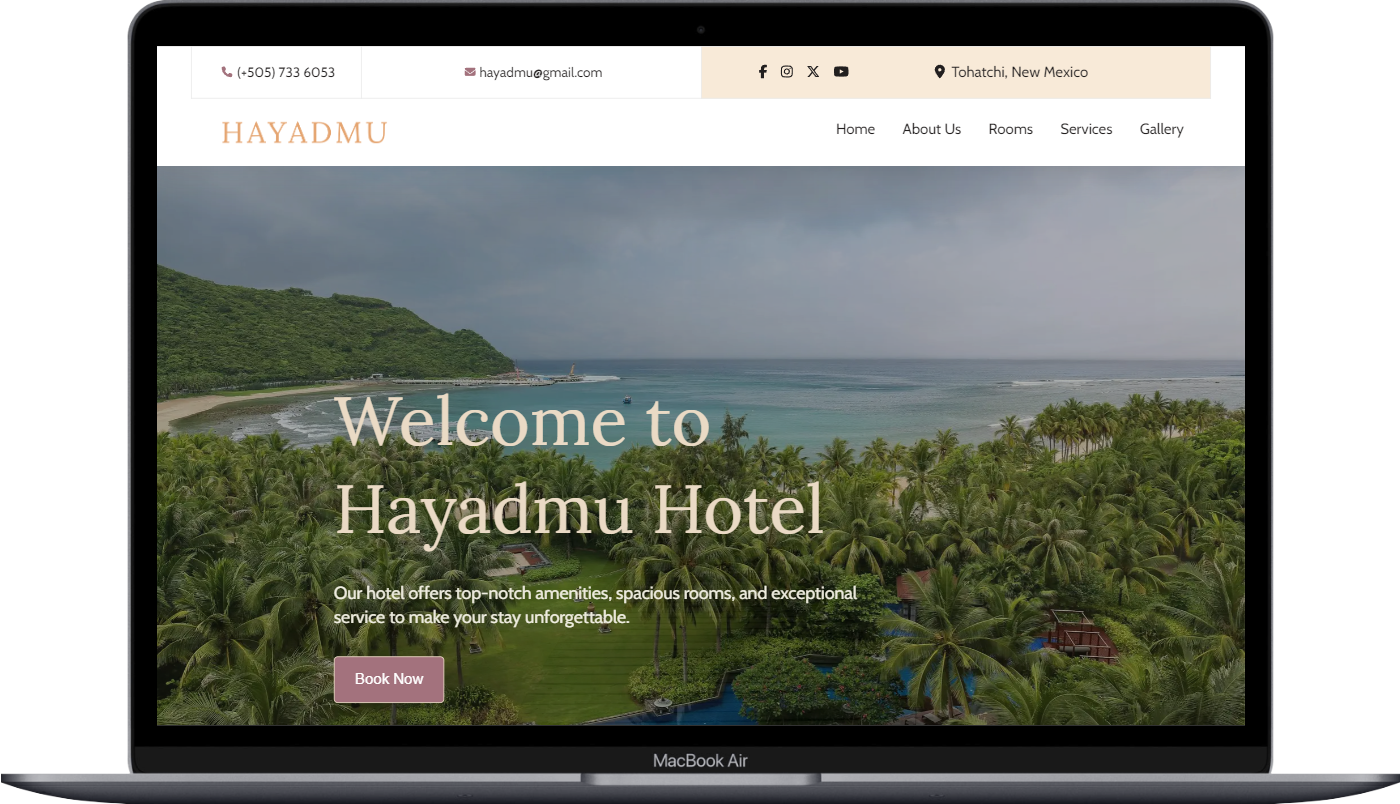 (+505) 733 6053
hayadmu@gmail.com
Tohatchi, New Mexico
HAYADMU
Home About Us Rooms Services Gallery
Welcome to
Hayadmu Hotel
Our hotel offers top-notch amenities, spacious rooms, and exceptional
service to make your stay unforgettable.
Book Now
MacBook Air